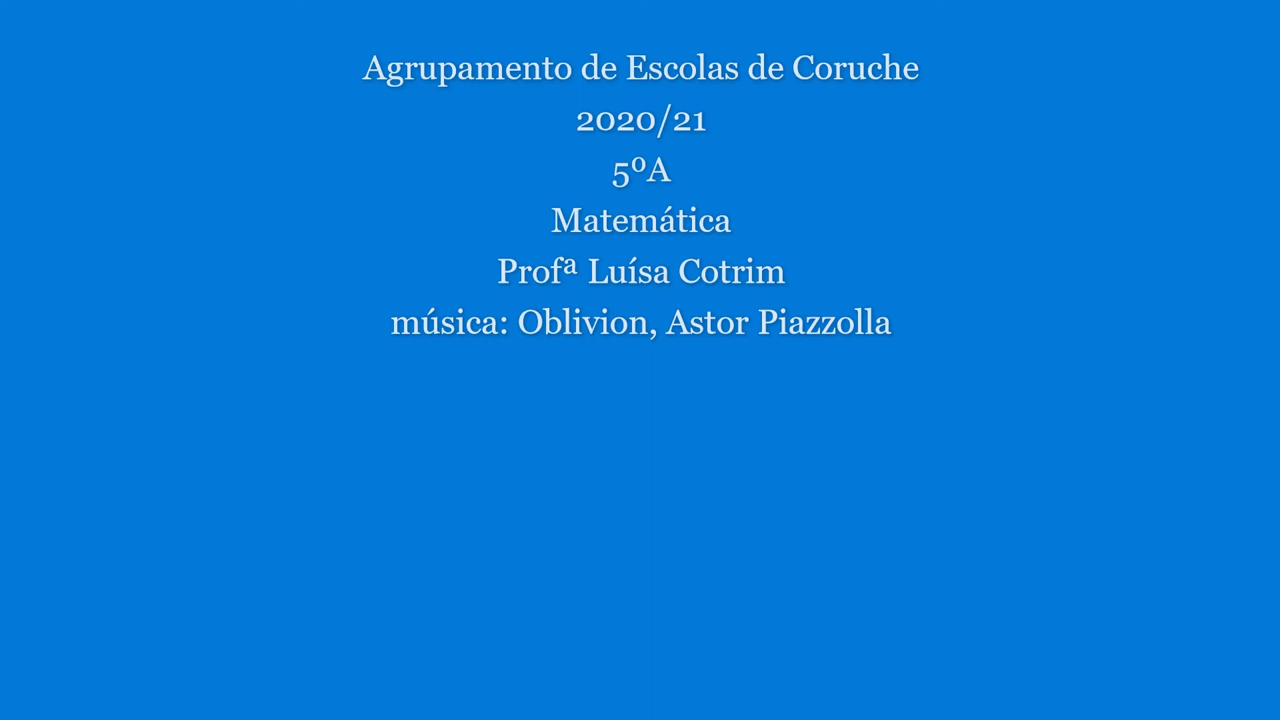 Agrupamento de Escolas de Coruche
2020/21
5ºA
Matemática
Profª Luísa Cotrim
música: Oblivion, Astor Piazzolla